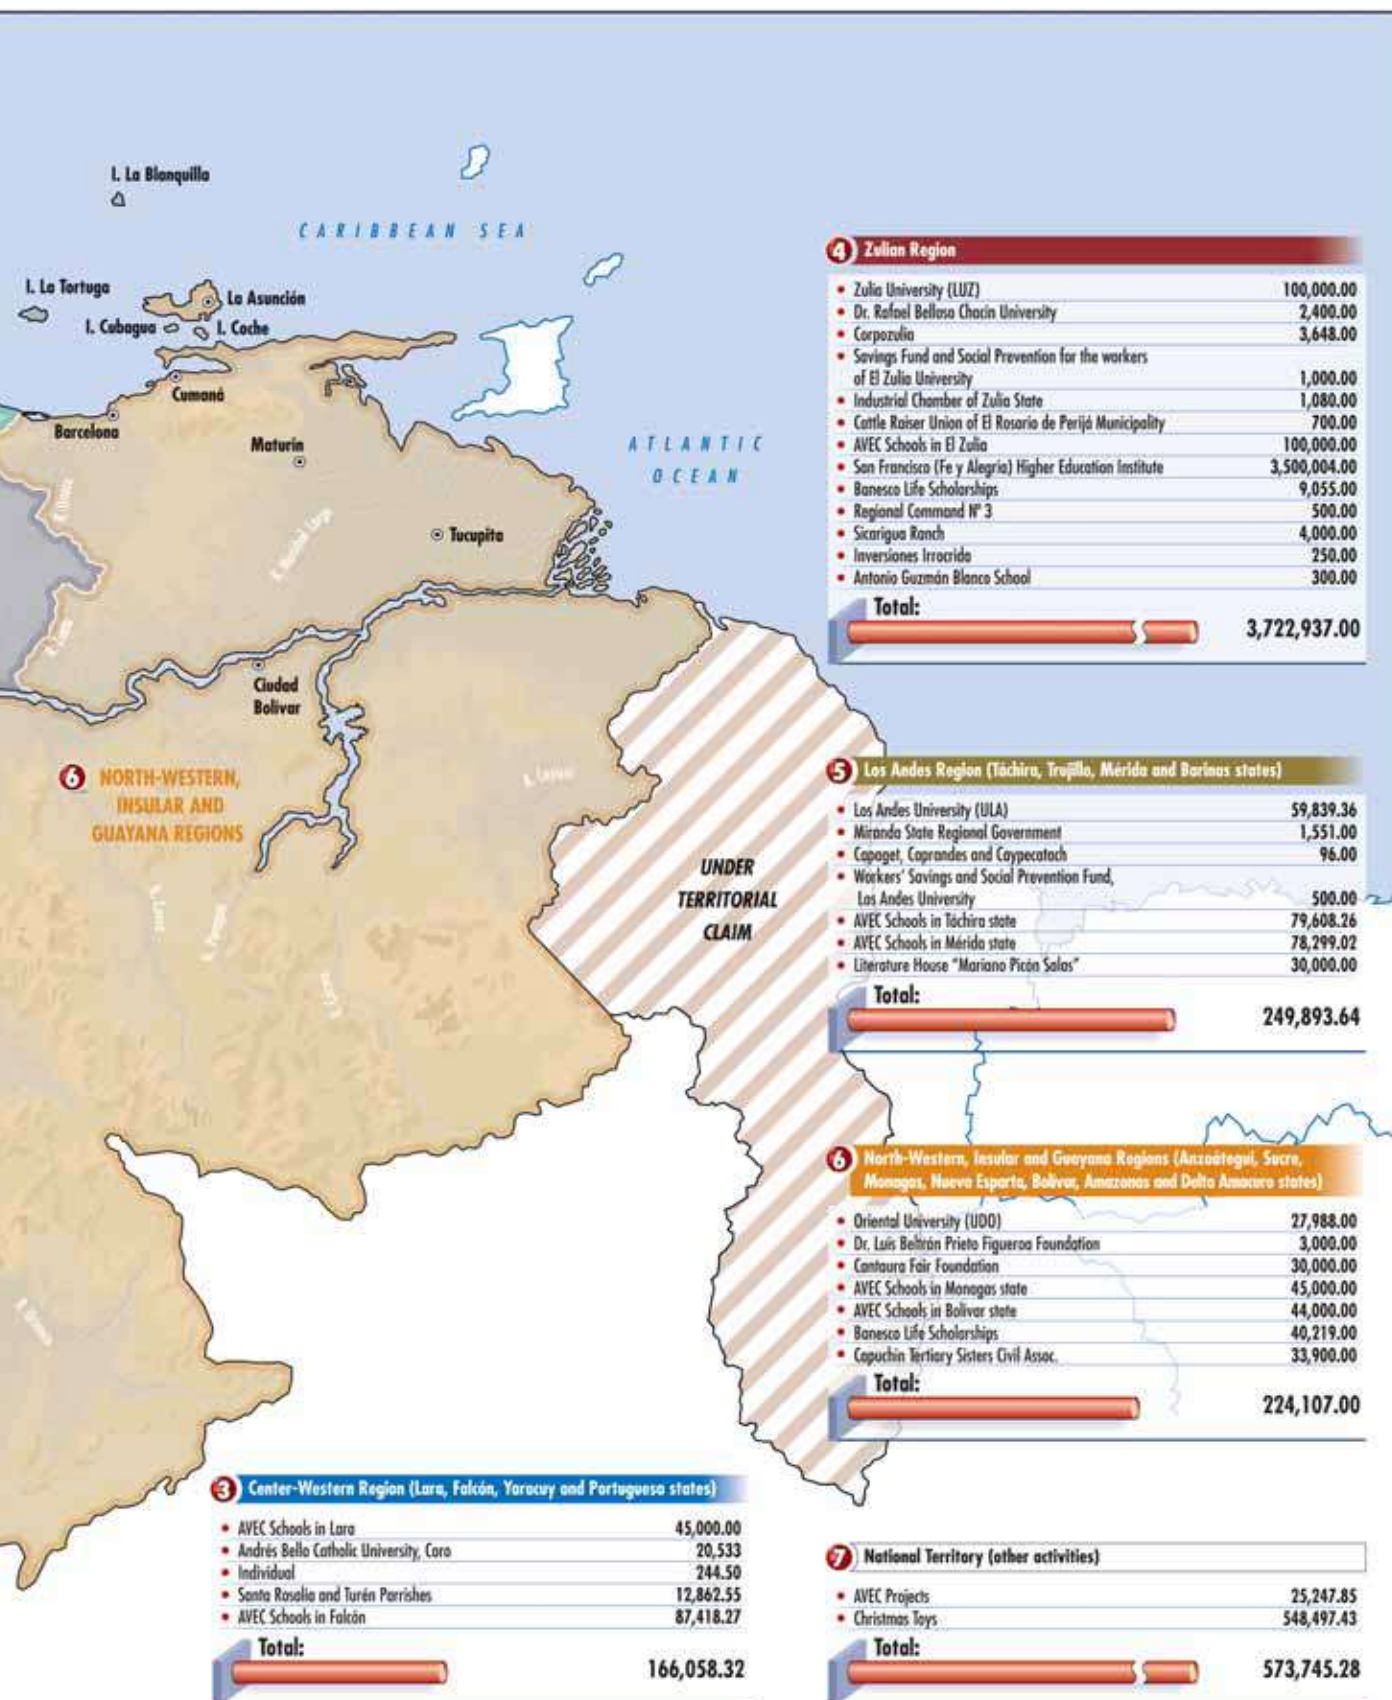 I. La Blanquilla
CARIBBEAN SEA
I. La Tortuga
La Asunción
I. Cubagua
I. Coche
Cumaná
Barcelona
Maturín
ATLANTIC
OCEAN
Tucupita
Ciudad
Bolívar
6 NORTH-WESTERN,
INSULAR AND
GUAYANA REGIONS
UNDER
TERRITORIAL
CLAIM
4 Zulian Region
• Zulia University (LUZ) 100,000.00
• Dr. Rafael Belloso Chacín University 2,400.00
• Corpozulia 3,648.00
• Savings Fund and Social Prevention for the workers
of El Zulia University 1,000.00
• Industrial Chamber of Zulia State 1,080.00
• Cattle Raiser Union of El Rosario de Perijá Municipality 700.00
• AVEC Schools in El Zulia 100,000.00
• San Francisco (Fe y Alegría) Higher Education Institute 3,500,004.00
• Banesco Life Scholarships 9,055.00
• Regional Command Nº 3 500.00
• Sicarigua Ranch 4,000.00
• Inversiones Irrocrida 250.00
• Antonio Guzmán Blanco School 300.00
Total:
3,722,937.00
5 Los Andes Region (Táchira, Trujillo, Mérida and Barinas states)
• Los Andes University (ULA) 59,839.36
• Miranda State Regional Government 1,551.00
• Capaget, Caprandes and Caypecatach 96.00
• Workers' Savings and Social Prevention Fund,
Los Andes University 500.00
• AVEC Schools in Táchira state 79,608.26
• AVEC Schools in Mérida state 78,299.02
• Literature House "Mariano Picón Salas" 30,000.00
Total:
249,893.64
6 North-Western, Insular and Guayana Regions (Anzoátegui, Sucre,
Monagas, Nueva Esparta, Bolívar, Amazonas and Delta Amacuro states)
• Oriental University (UDO) 27,988.00
• Dr. Luis Beltrán Prieto Figueroa Foundation 3,000.00
• Cantaura Fair Foundation 30,000.00
• AVEC Schools in Monagas state 45,000.00
• AVEC Schools in Bolívar state 44,000.00
• Banesco Life Scholarships 40,219.00
• Capuchin Tertiary Sisters Civil Assoc. 33,900.00
Total:
224,107.00
3 Center-Western Region (Lara, Falcón, Yaracuy and Portuguesa states)
• AVEC Schools in Lara 45,000.00
• Andrés Bello Catholic University, Coro 20,533
• Individual 244.50
• Santa Rosalía and Turén Parrishes 12,862.55
• AVEC Schools in Falcón 87,418.27
Total:
166,058.32
7 National Territory (other activities)
• AVEC Projects 25,247.85
• Christmas Toys 548,497.43
Total:
573,745.28